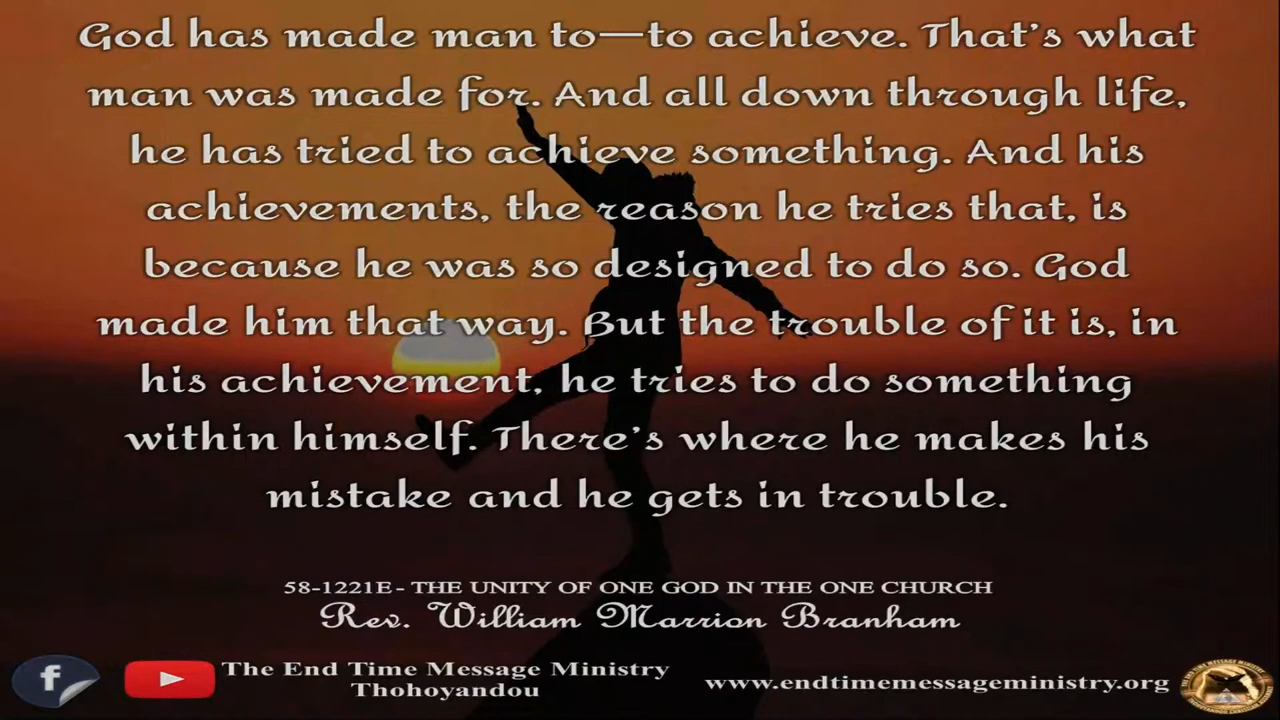 God has made man to—to achieve. That's what
man was made for. And all down through life,
he has tried to achieve something. And his
achievements, the reason he tries that, is
because he was so designed to do so. God
made him that way. But the trouble of it is, in
his achievement, he tries to do something
within himself. There's where he makes his
mistake and he gets in trouble.
58-1221E - THE UNITY OF ONE GOD IN THE ONE CHURCH
Rev. William Marrion Branham
f
The End Time Message Ministry
Thohoyandou
www.endtimemessageministry.org